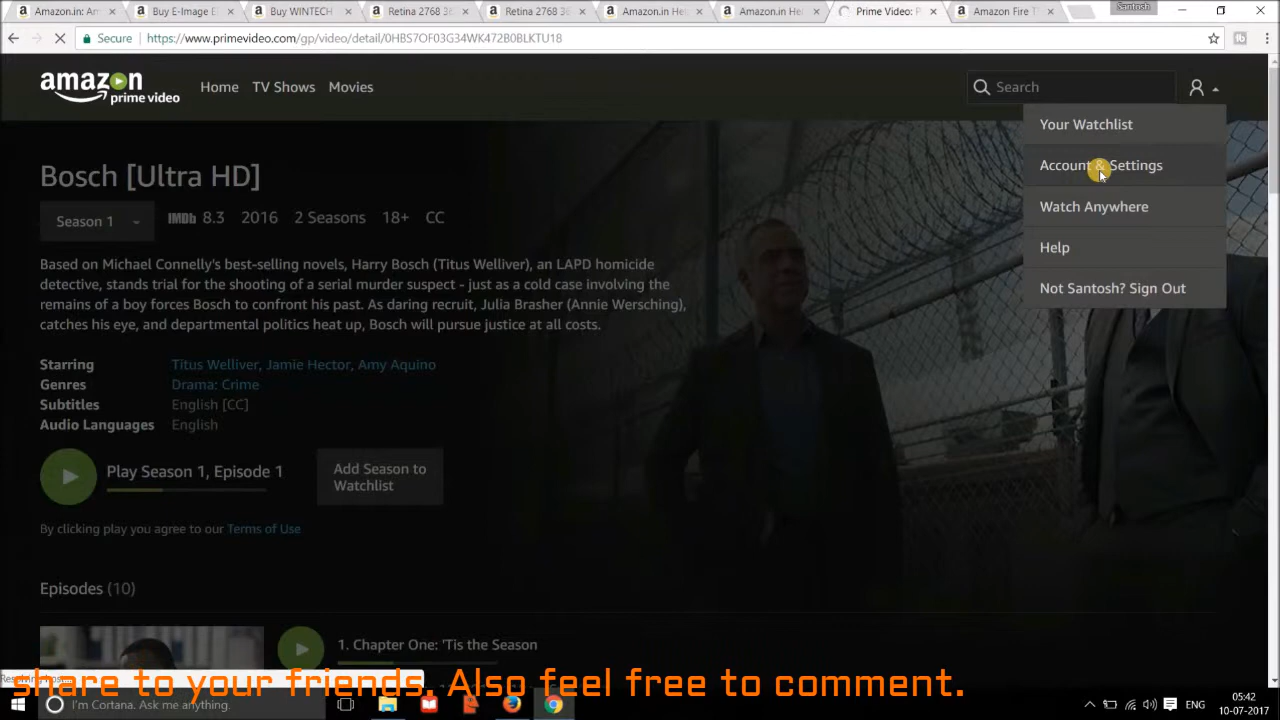 Amazon.in: Am
Buy E-Image El
Buy WINTECH
Retina 2768 36
Retina 2768 36
Amazon.in Hel
Amazon.in Hel
Prime Video: P
Amazon Fire T
Santosh
Secure
https://www.primevideo.com/gp/video/detail/0HBS7OF03G34WK472B0BLKTU18
amazon
prime video
Home
TV Shows
Movies
Search
Your Watchlist
Account & Settings
Watch Anywhere
Help
Not Santosh? Sign Out
Bosch [Ultra HD]
Season 1
IMDb 8.3 2016 2 Seasons 18+ CC
Based on Michael Connelly's best-selling novels, Harry Bosch (Titus Welliver), an LAPD homicide
detective, stands trial for the shooting of a serial murder suspect - just as a cold case involving the
remains of a boy forces Bosch to confront his past. As daring recruit, Julia Brasher (Annie Wersching),
catches his eye, and departmental politics heat up, Bosch will pursue justice at all costs.
Starring Titus Welliver, Jamie Hector, Amy Aquino
Genres Drama: Crime
Subtitles English [CC]
Audio Languages English
Play Season 1, Episode 1
Add Season to
Watchlist
By clicking play you agree to our Terms of Use
Episodes (10)
1. Chapter One: 'Tis the Season
share to your friends. Also feel free to comment.
I'm Cortana. Ask me anything.
ENG
05:42
10-07-2017